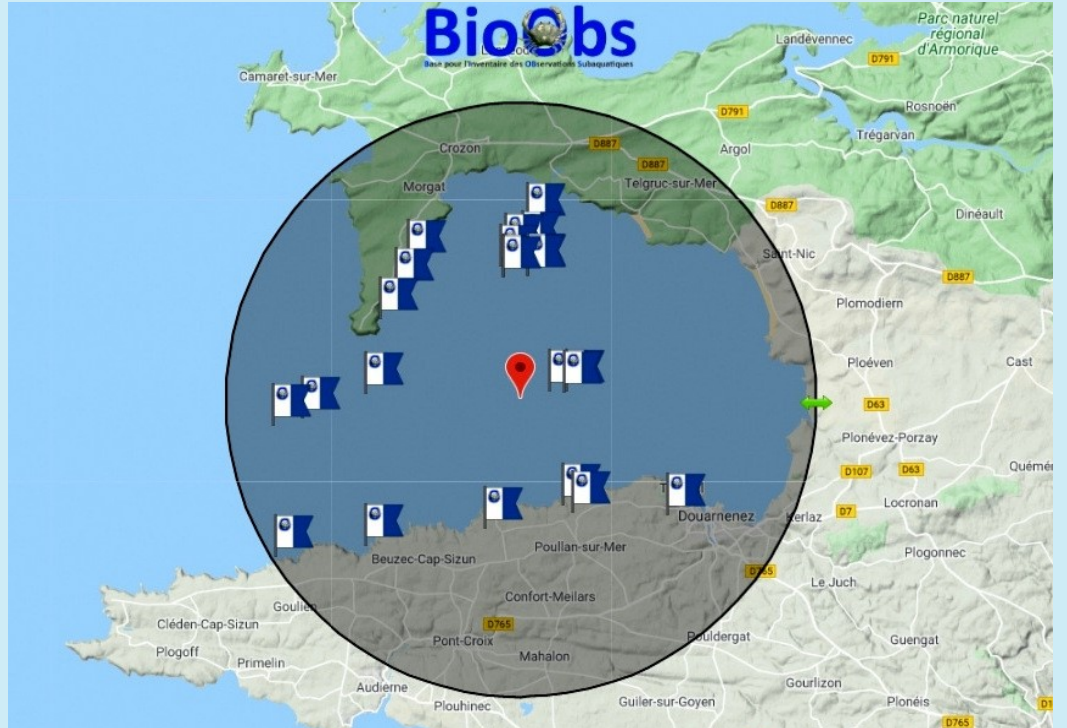 BioObs
Base pour l'Inventaire des OBservations Subaquatiques
Landévennec
Parc naturel
régional
d'Armorique
D791
Camaret-sur-Mer
Rosnoën
D791
Trégarvan
Crozon
D887
Argol
D887
Telgruc-sur-Mer
Morgat
D887
Dinéault
Saint-Nic
D887
Plomodiern
Ploéven
Cast
D63
Plonévez-Porzay
D107
D63
Quémén
Locronan
D7
Douarnenez
Kerlaz
Plogonnec
Poullan-sur-Mer
Beuzec-Cap-Sizun
D765
Le Juch
Confort-Meilars
Goulien
Cléden-Cap-Sizun
D765
Pouldergat
Guengat
Pont-Croix
Plogoff
Mahalon
Primelin
Gourlizon
Audierne
Plouhinec
Guiler-sur-Goyen
Plonéis
D1
D765